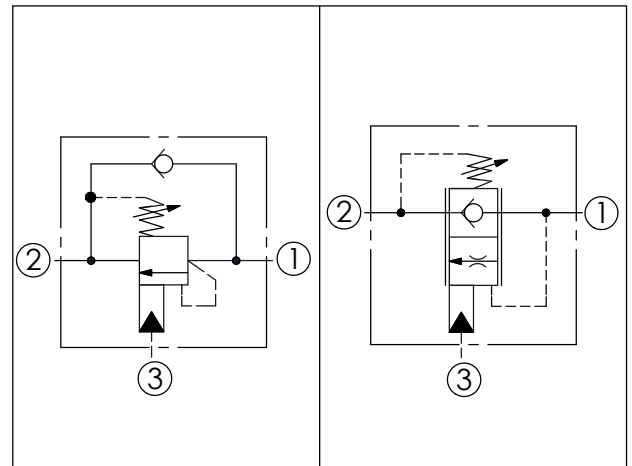 ② ①
③
② ①
③